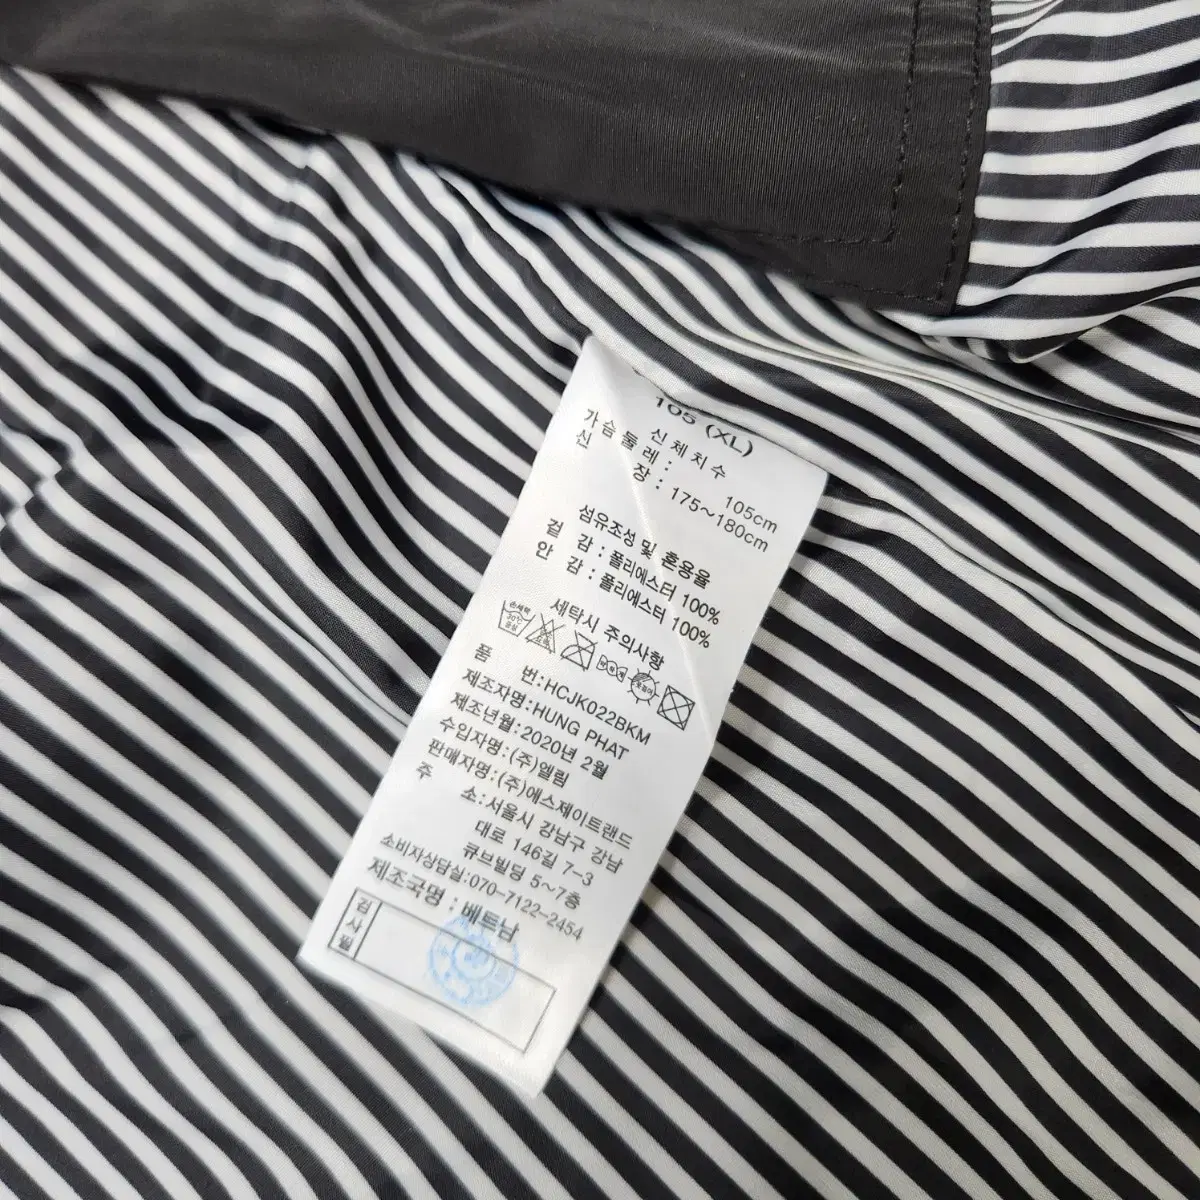 105 (XL)
신체치수
가슴둘레: 105cm
신 장: 175~180cm
섬유조성 및 혼용율
겉 감: 폴리에스터 100%
안 감: 폴리에스터 100%
세탁시 주의사항
손세탁
30℃
중성
품 번:HCJK022BKM
제조자명:HUNG PHAT
제조년월:2020년 2월
수입자명:(주)엘림
판매자명:(주)에스제이트랜드
주 소:서울시 강남구 강남
대로 146길 7-3
큐브빌딩 5~7층
소비자상담실:070-7122-2454
제조국명: 베트남
검사필